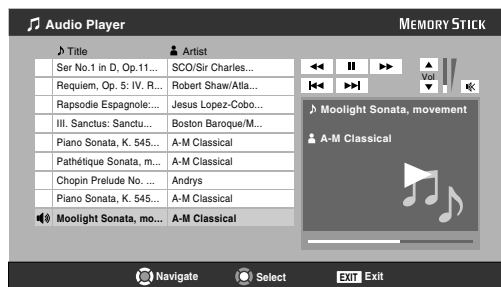 Audio Player
MEMORY STICK
Title Artist
Ser No.1 in D, Op.11... SCO/Sir Charles...
Requiem, Op. 5: IV. R... Robert Shaw/Atla...
Rapsodie Espagnole:... Jesus Lopez-Cobo...
III. Sanctus: Sanctu... Boston Baroque/M...
Piano Sonata, K. 545... A-M Classical
Pathétique Sonata, m... A-M Classical
Chopin Prelude No. ... Andrys
Piano Sonata, K. 545... A-M Classical
Moolight Sonata, mo... A-M Classical
Vol
Moolight Sonata, movement
A-M Classical
Navigate Select EXIT Exit